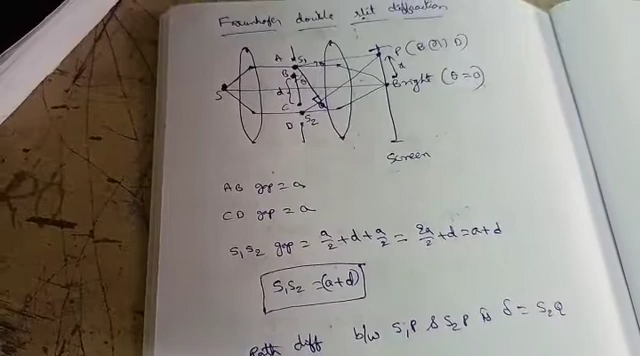 Fraunhofer double slit diffraction
A S₁ P (B (or) D)
B θ x
S d Bright (θ=0)
C Q
D S₂
Screen
AB gap = a
CD gap = a
S₁S₂ gap = a/2 + d + a/2 = 2a/2 + d = a+d
S₁S₂ = (a+d)
Path diff b/w S₁P & S₂P is δ = S₂Q